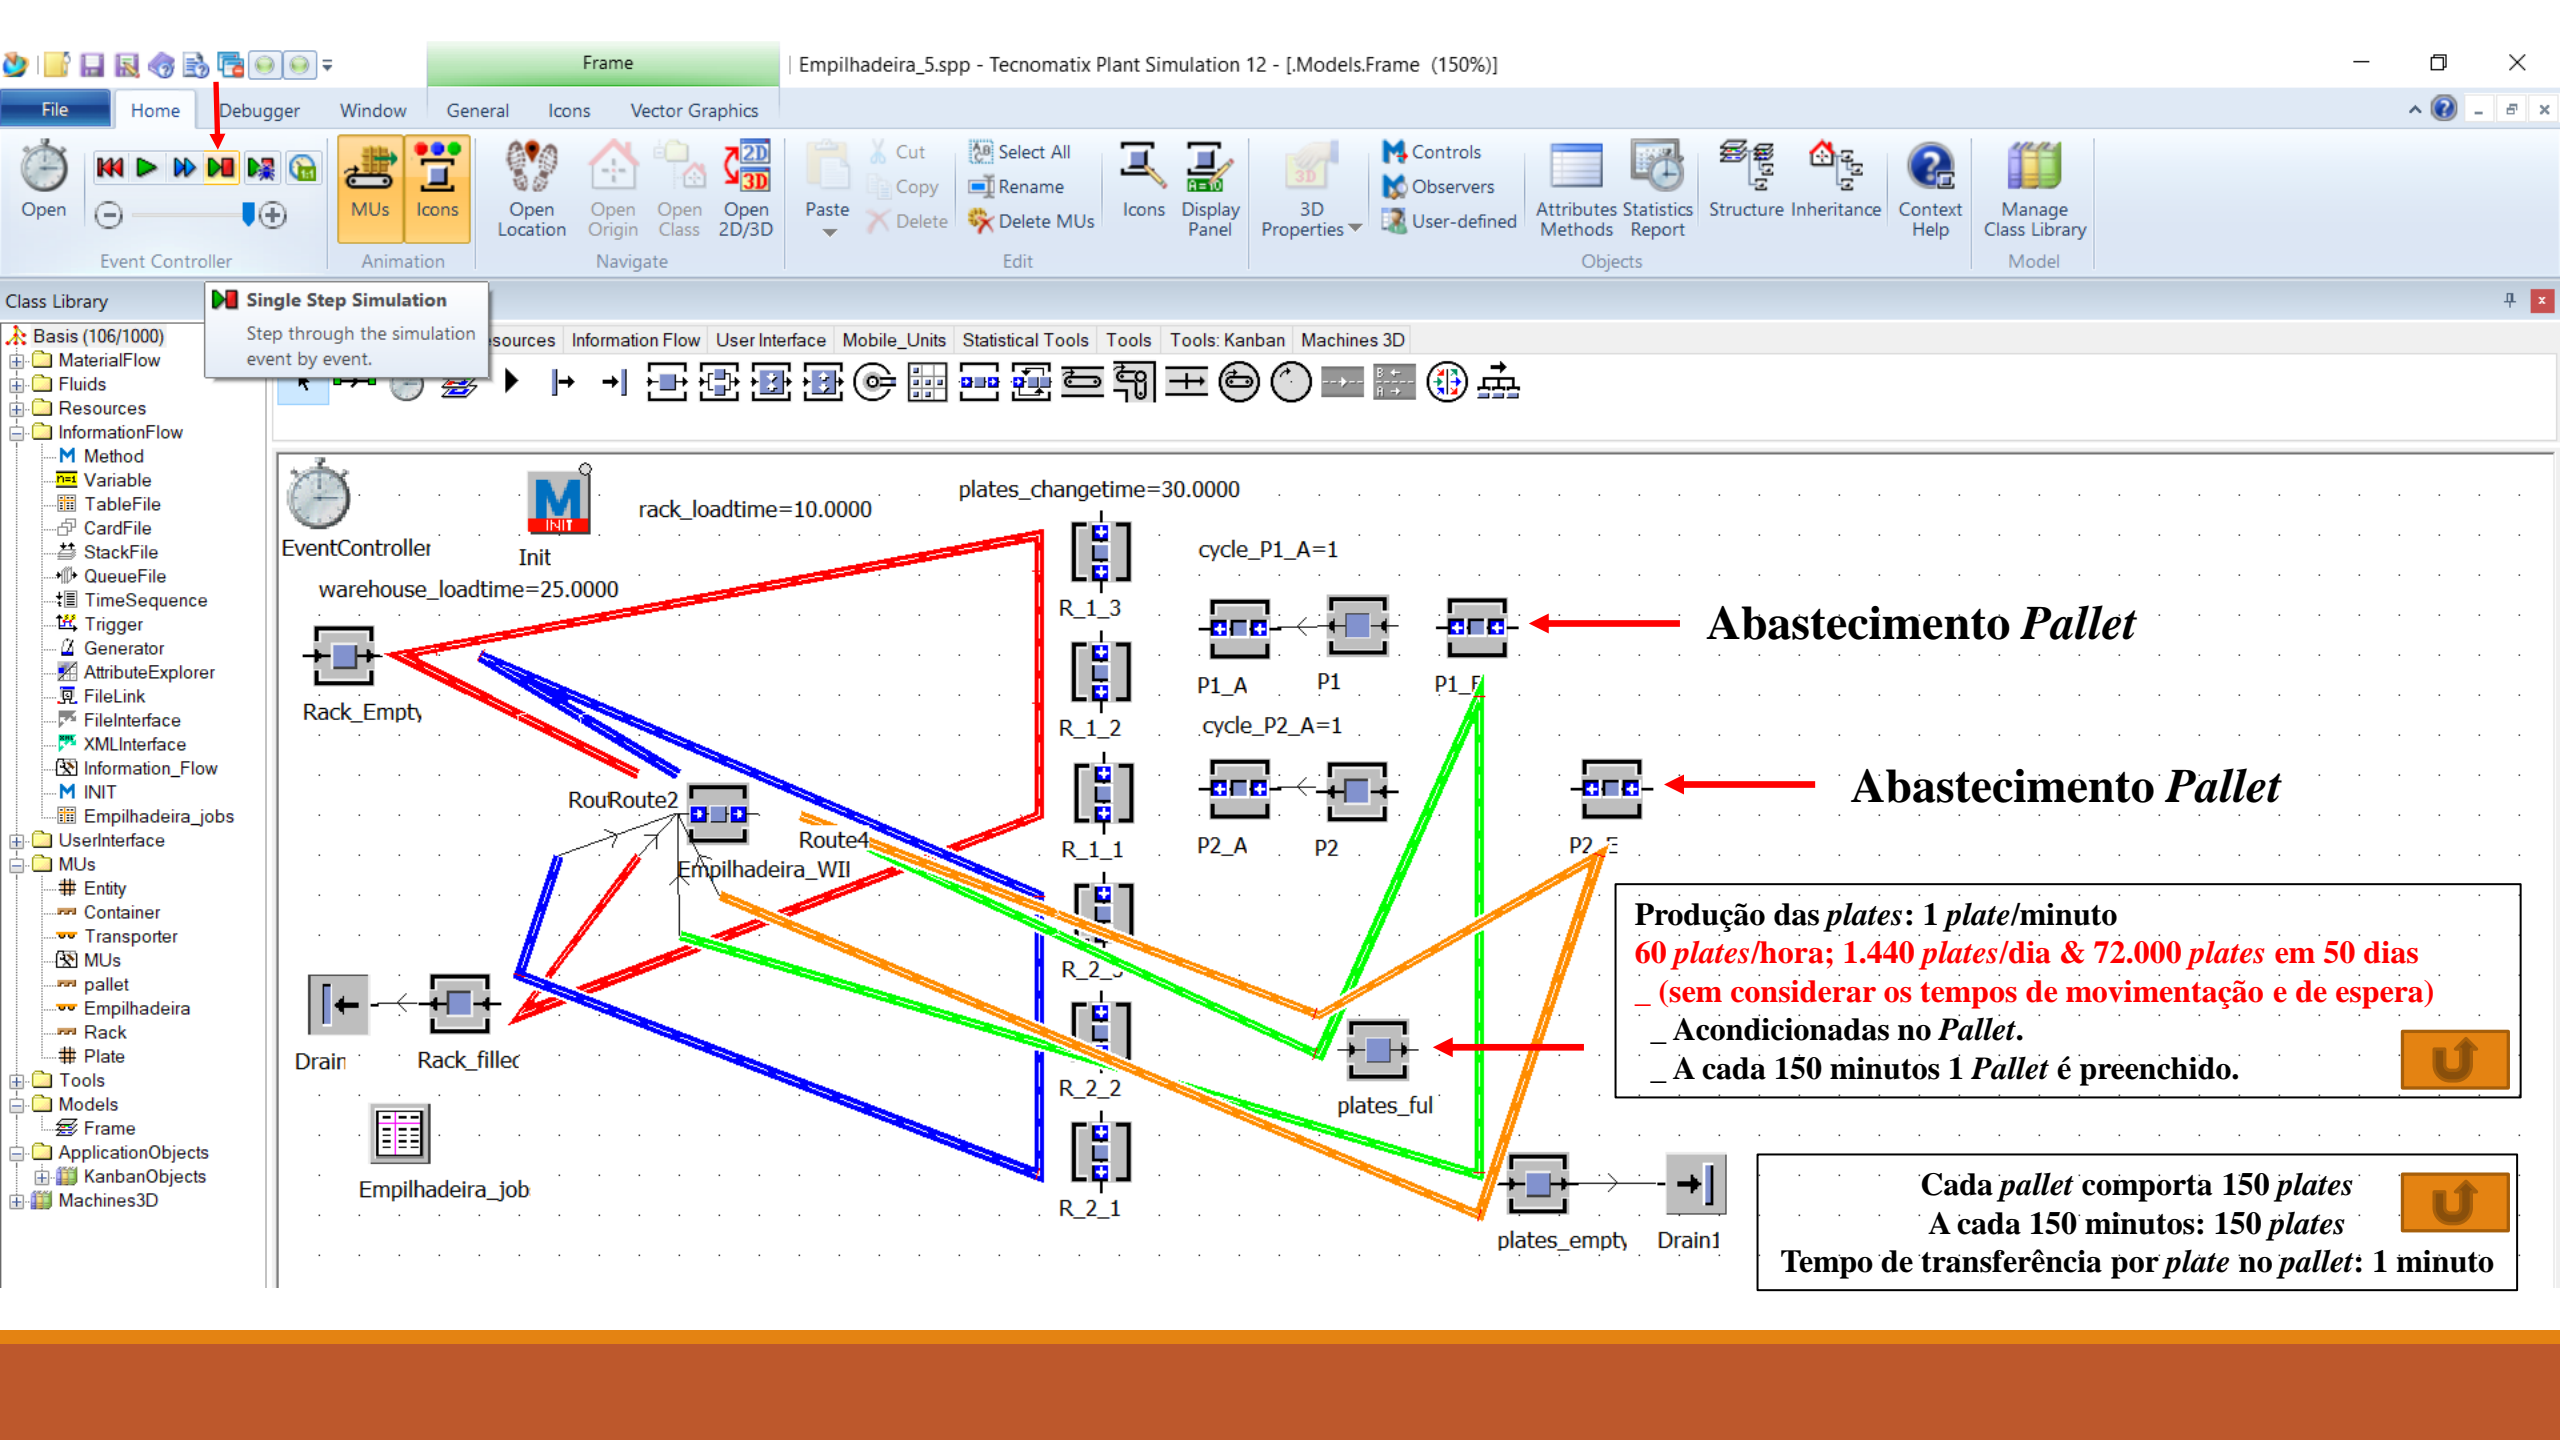 Frame
Empilhadeira_5.spp - Tecnomatix Plant Simulation 12 - [.Models.Frame (150%)]
File Home Debugger Window General Icons Vector Graphics
Open
MUs Icons
Open Location
Open Origin
Open Class
Open 2D/3D
Paste
Cut
Copy
Delete
Select All
Rename
Delete MUs
Icons
Display Panel
3D Properties
Controls
Observers
User-defined
Attributes Methods
Statistics Report
Structure
Inheritance
Context Help
Manage Class Library
Event Controller Animation Navigate Edit Objects Model
Class Library
Single Step Simulation
Step through the simulation
event by event.
sources Information Flow User Interface Mobile_Units Statistical Tools Tools Tools: Kanban Machines 3D
Basis (106/1000)
MaterialFlow
Fluids
Resources
InformationFlow
Method
Variable
TableFile
CardFile
StackFile
QueueFile
TimeSequence
Trigger
Generator
AttributeExplorer
FileLink
FileInterface
XMLInterface
Information_Flow
INIT
Empilhadeira_jobs
UserInterface
MUs
Entity
Container
Transporter
MUs
pallet
Empilhadeira
Rack
Plate
Tools
Models
Frame
ApplicationObjects
KanbanObjects
Machines3D
EventController
M
INIT
Init
rack_loadtime=10.0000
plates_changetime=30.0000
warehouse_loadtime=25.0000
cycle_P1_A=1
R_1_3
Rack_Empty
P1_A
P1
R_1_2
cycle_P2_A=1
Route2
Route4
Empilhadeira_WII
R_1_1
P2_A
P2
R_2_2
R_2_1
Drain
Rack_filled
plates_ful
Empilhadeira_job
plates_empty
Drain1
Abastecimento Pallet
Abastecimento Pallet
Produção das plates: 1 plate/minuto
60 plates/hora; 1.440 plates/dia & 72.000 plates em 50 dias
_ (sem considerar os tempos de movimentação e de espera)
_ Acondicionadas no Pallet.
_ A cada 150 minutos 1 Pallet é preenchido.
Cada pallet comporta 150 plates
A cada 150 minutos: 150 plates
Tempo de transferência por plate no pallet: 1 minuto